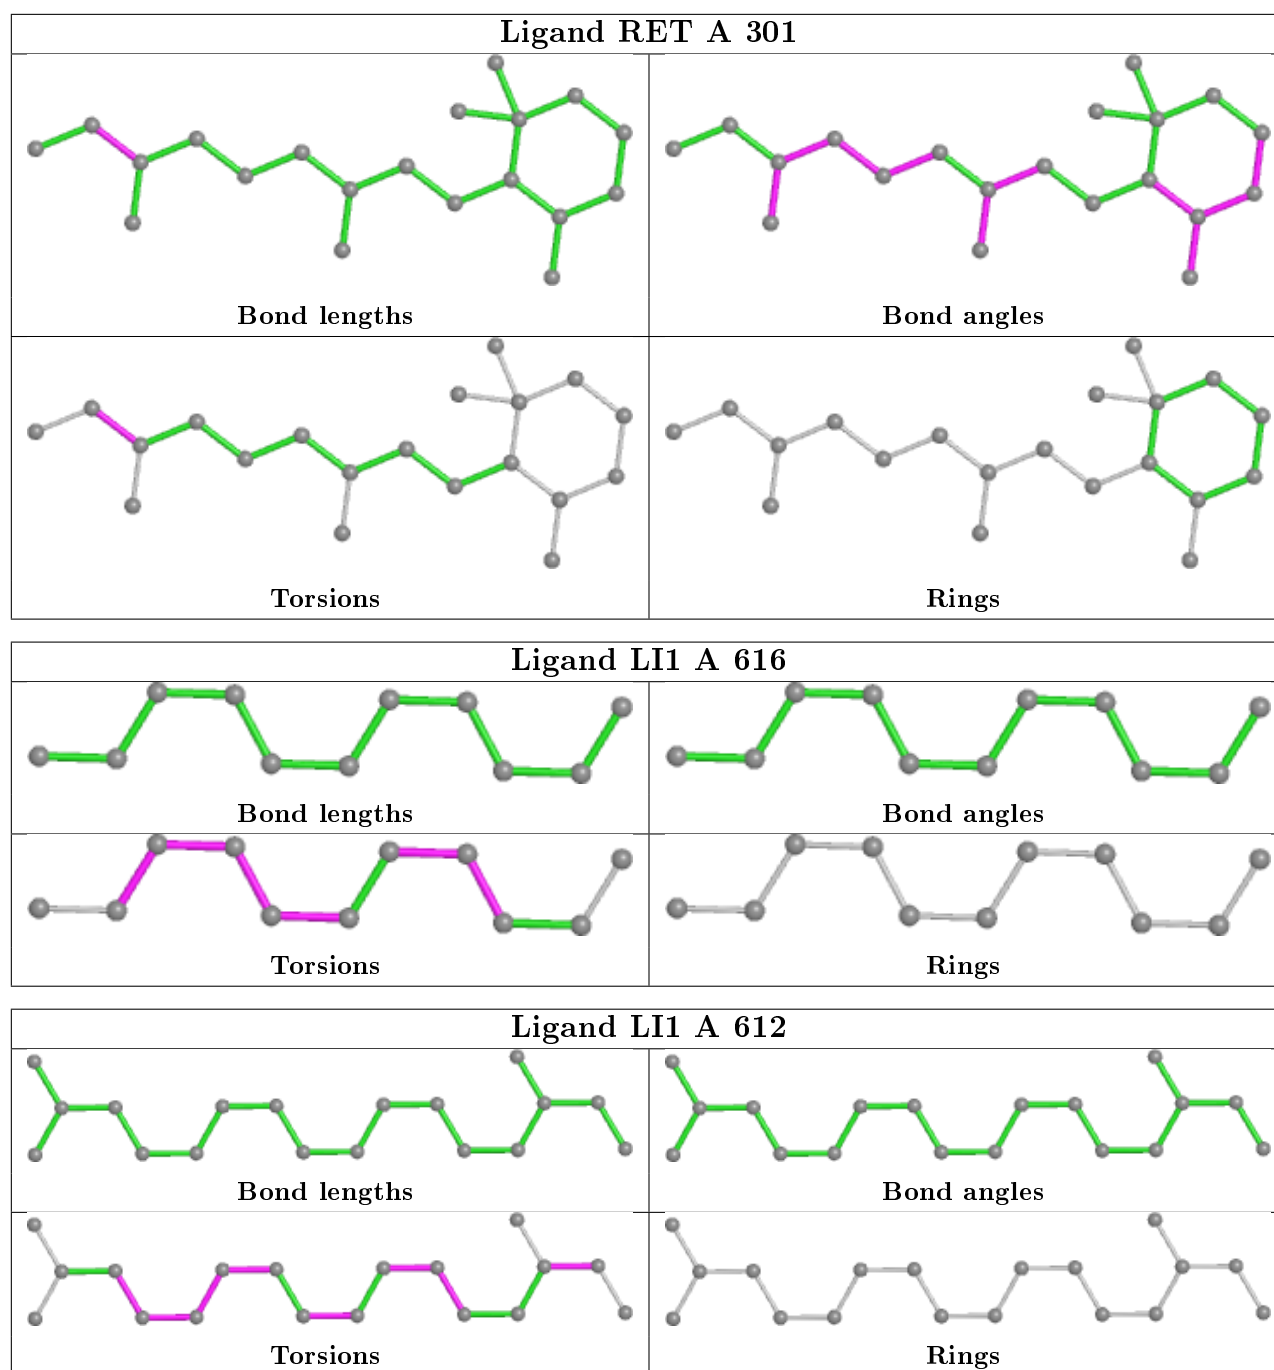 Ligand RET A 301
Bond lengths
Bond angles
Torsions
Rings
Ligand LI1 A 616
Bond lengths
Bond angles
Torsions
Rings
Ligand LI1 A 612
Bond lengths
Bond angles
Torsions
Rings